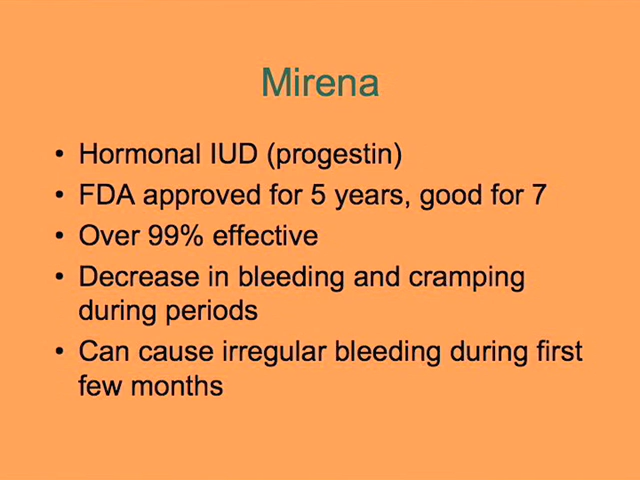 Mirena
• Hormonal IUD (progestin)
• FDA approved for 5 years, good for 7
• Over 99% effective
• Decrease in bleeding and cramping
during periods
• Can cause irregular bleeding during first
few months